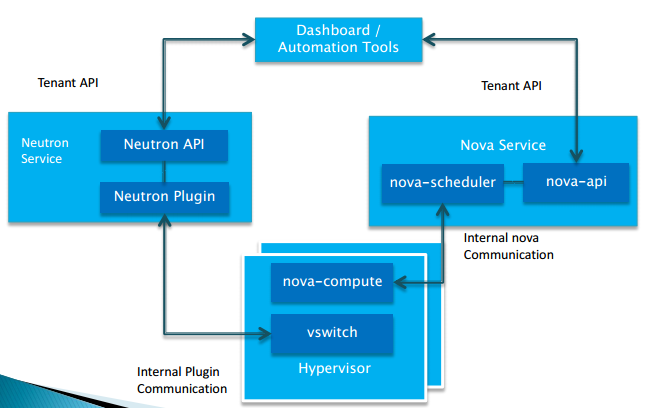 Dashboard /
Automation Tools
Tenant API
Tenant API
Neutron
Service
Neutron API
Neutron Plugin
Nova Service
nova-scheduler
nova-api
Internal nova
Communication
nova-compute
vswitch
Hypervisor
Internal Plugin
Communication